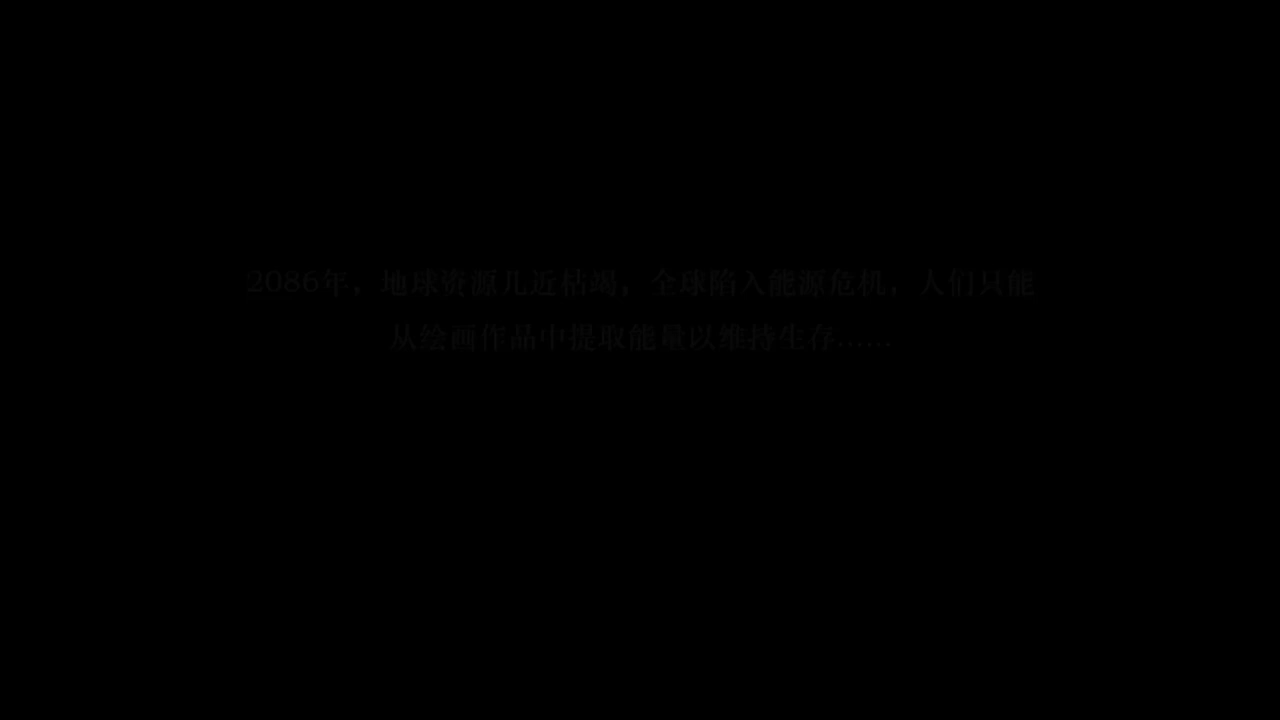 2086年，地球资源几近枯竭，全球陷入能源危机，人们只能
从绘画作品中提取能量以维持生存……